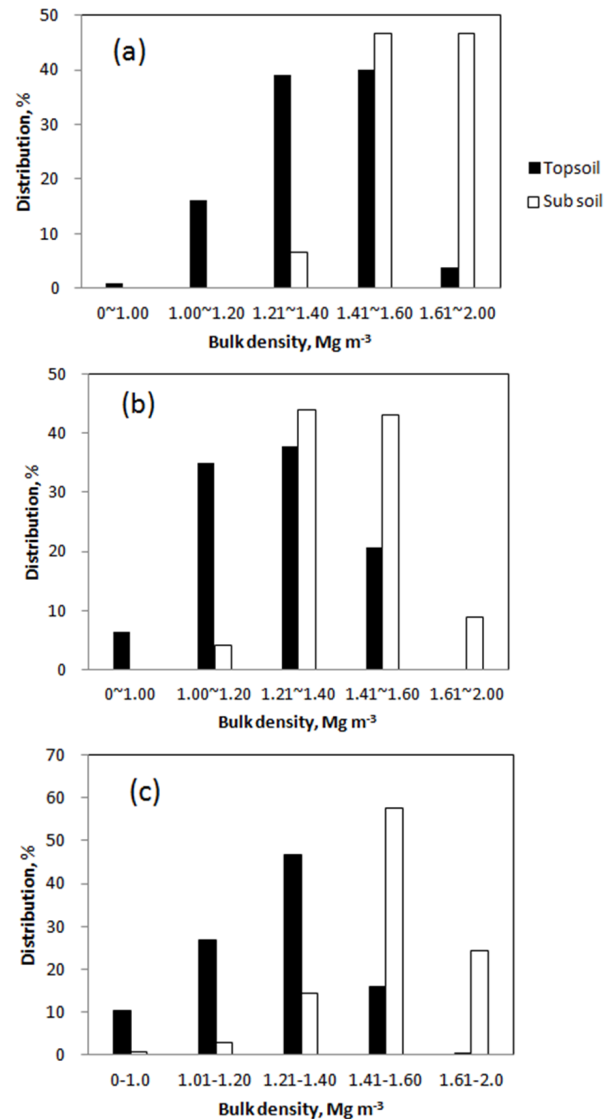 (a)
Distribution, %
50
40
30
20
10
0
0~1.00 1.00~1.20 1.21~1.40 1.41~1.60 1.61~2.00
Bulk density, Mg m⁻³
Topsoil
Sub soil
(b)
Distribution, %
50
40
30
20
10
0
0~1.00 1.00~1.20 1.21~1.40 1.41~1.60 1.61~2.00
Bulk density, Mg m⁻³
(c)
Distribution, %
70
60
50
40
30
20
10
0
0-1.0 1.01-1.20 1.21-1.40 1.41-1.60 1.61-2.0
Bulk density, Mg m⁻³